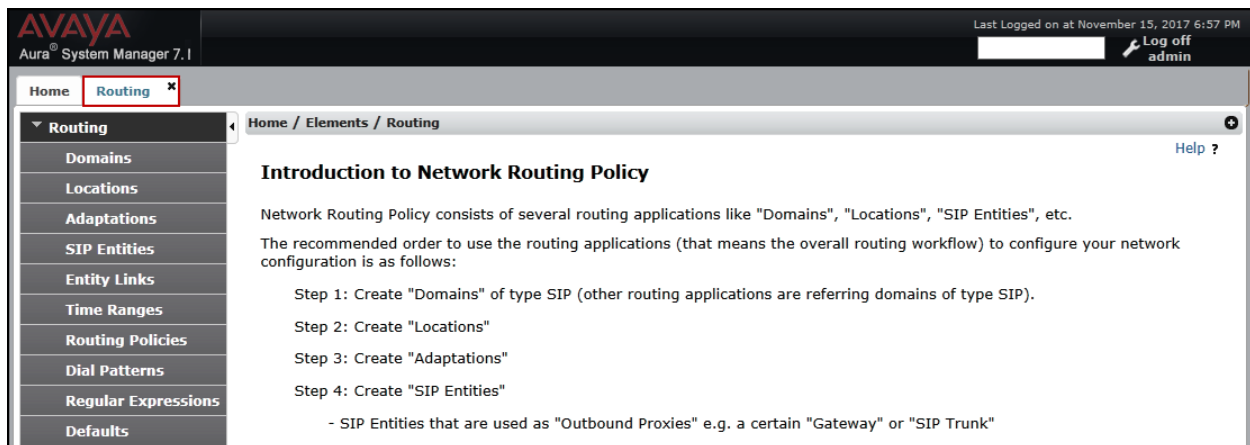 AVAYA
Aura® System Manager 7.1
Last Logged on at November 15, 2017 6:57 PM
Log off
admin
Home
Routing ×
Routing
Domains
Locations
Adaptations
SIP Entities
Entity Links
Time Ranges
Routing Policies
Dial Patterns
Regular Expressions
Defaults
Home / Elements / Routing
Help ?
Introduction to Network Routing Policy
Network Routing Policy consists of several routing applications like "Domains", "Locations", "SIP Entities", etc.
The recommended order to use the routing applications (that means the overall routing workflow) to configure your network
configuration is as follows:
Step 1: Create "Domains" of type SIP (other routing applications are referring domains of type SIP).
Step 2: Create "Locations"
Step 3: Create "Adaptations"
Step 4: Create "SIP Entities"
- SIP Entities that are used as "Outbound Proxies" e.g. a certain "Gateway" or "SIP Trunk"